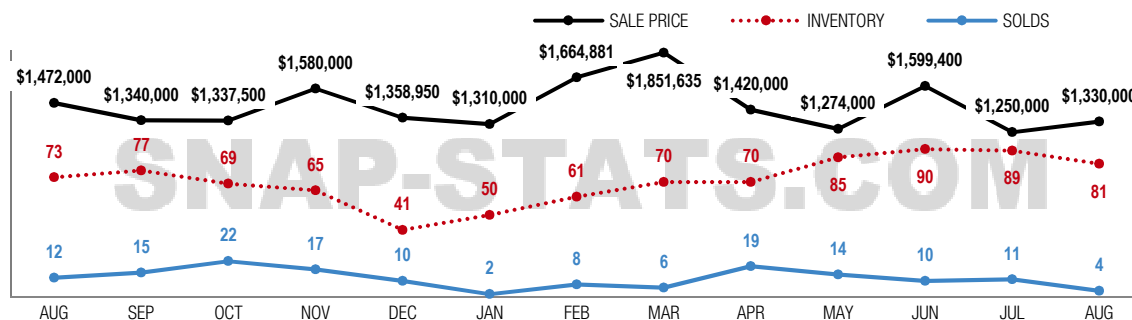 SALE PRICE INVENTORY SOLDS
$1,472,000 $1,340,000 $1,337,500 $1,580,000 $1,358,950 $1,310,000 $1,664,881 $1,851,635 $1,420,000 $1,274,000 $1,599,400 $1,250,000 $1,330,000
73 77 69 65 41 50 61 70 70 85 90 89 81
SNAP-STATS.COM
12 15 22 17 10 2 8 6 19 14 10 11 4
AUG SEP OCT NOV DEC JAN FEB MAR APR MAY JUN JUL AUG